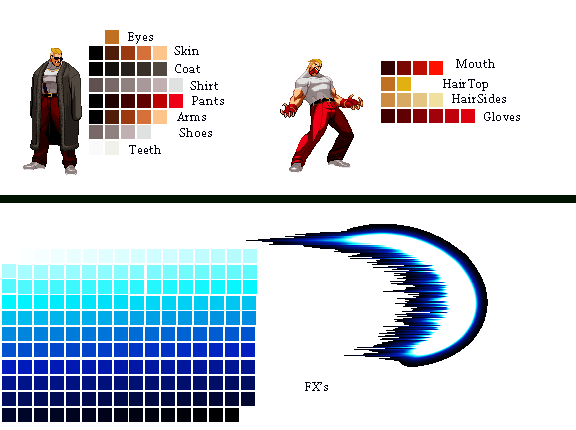 Eyes
Skin
Coat
Shirt
Pants
Arms
Shoes
Teeth
Mouth
HairTop
HairSides
Gloves
FX's